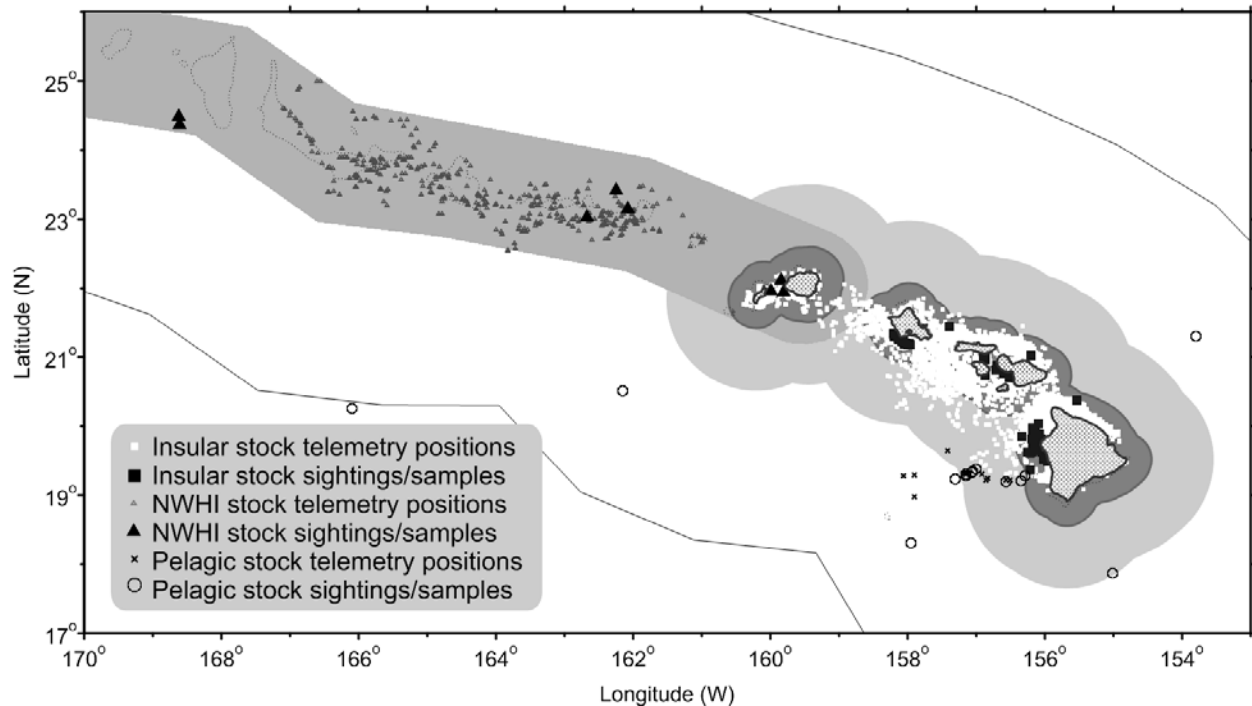 25°
23°
21°
19°
17°
Latitude (N)
Insular stock telemetry positions
Insular stock sightings/samples
NWHI stock telemetry positions
NWHI stock sightings/samples
Pelagic stock telemetry positions
Pelagic stock sightings/samples
170° 168° 166° 164° 162° 160° 158° 156° 154°
Longitude (W)